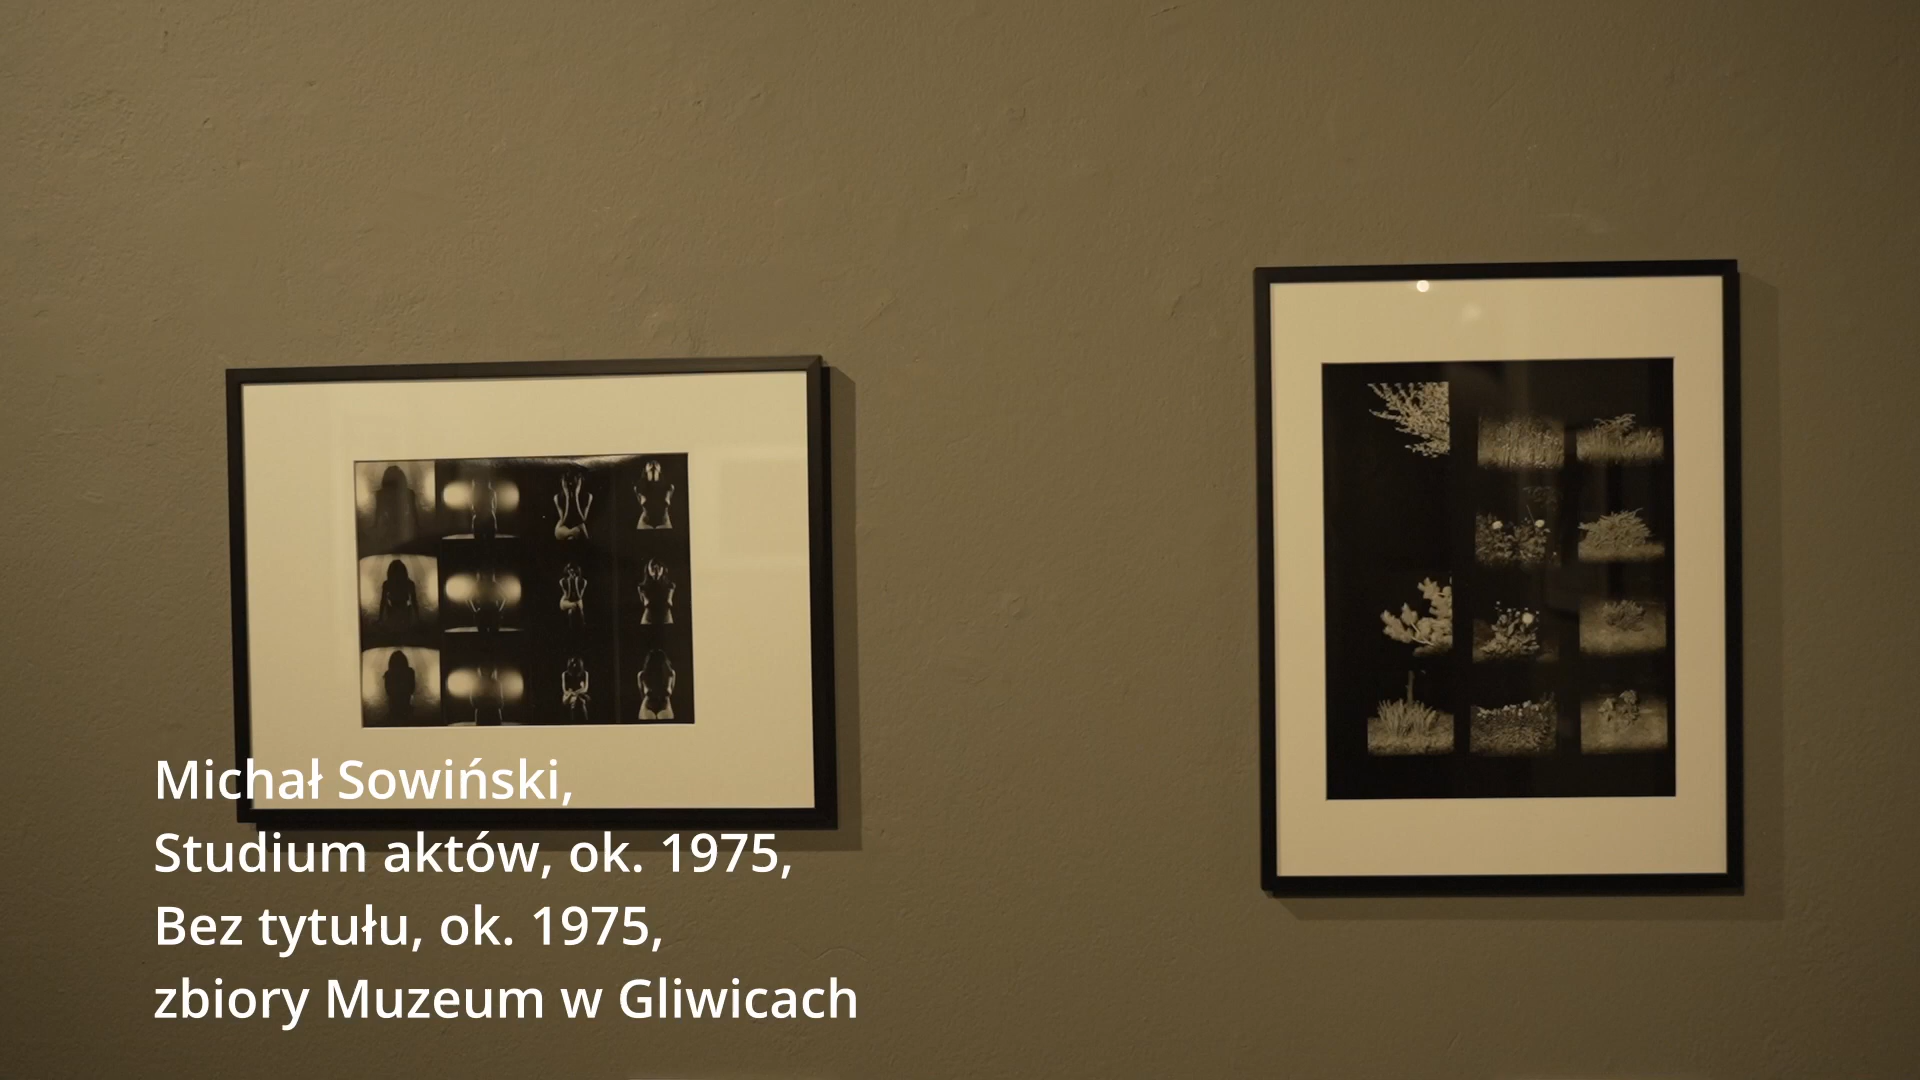 Michał Sowiński,
Studium aktów, ok. 1975,
Bez tytułu, ok. 1975,
zbiory Muzeum w Gliwicach